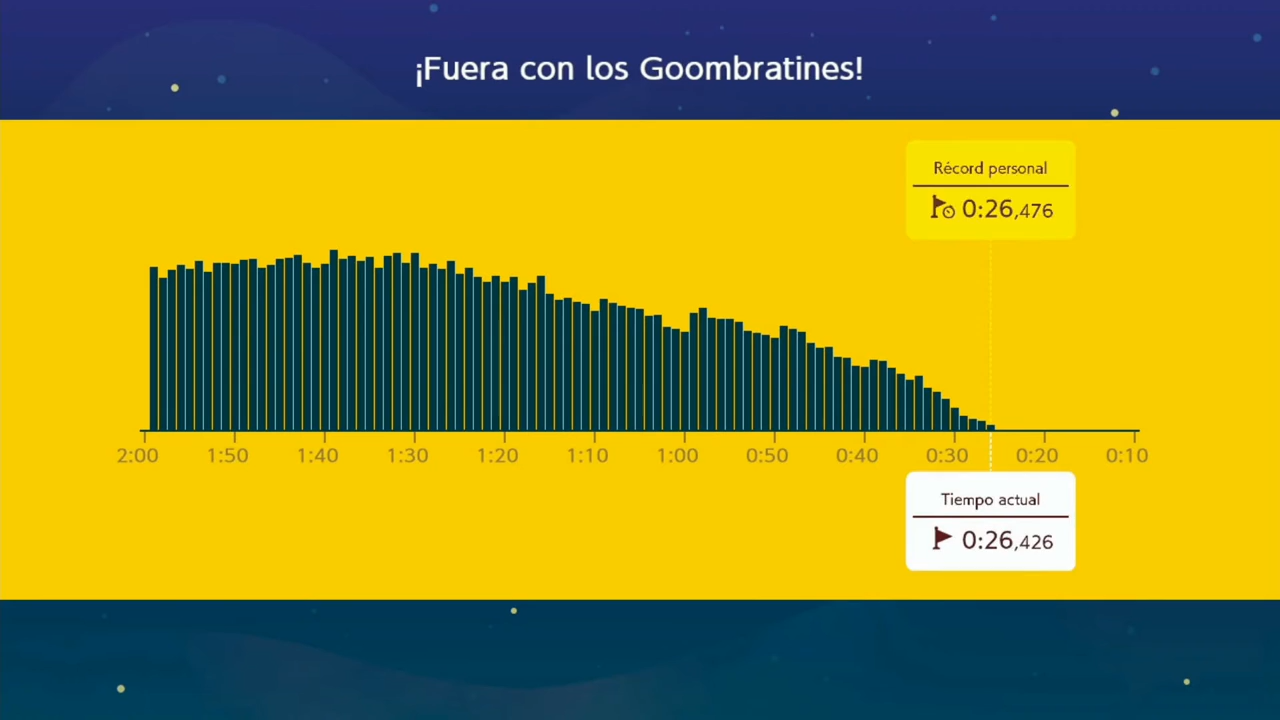 ¡Fuera con los Goombratines!
Récord personal
0:26,476
2:00 1:50 1:40 1:30 1:20 1:10 1:00 0:50 0:40 0:30 0:20 0:10
Tiempo actual
0:26,426